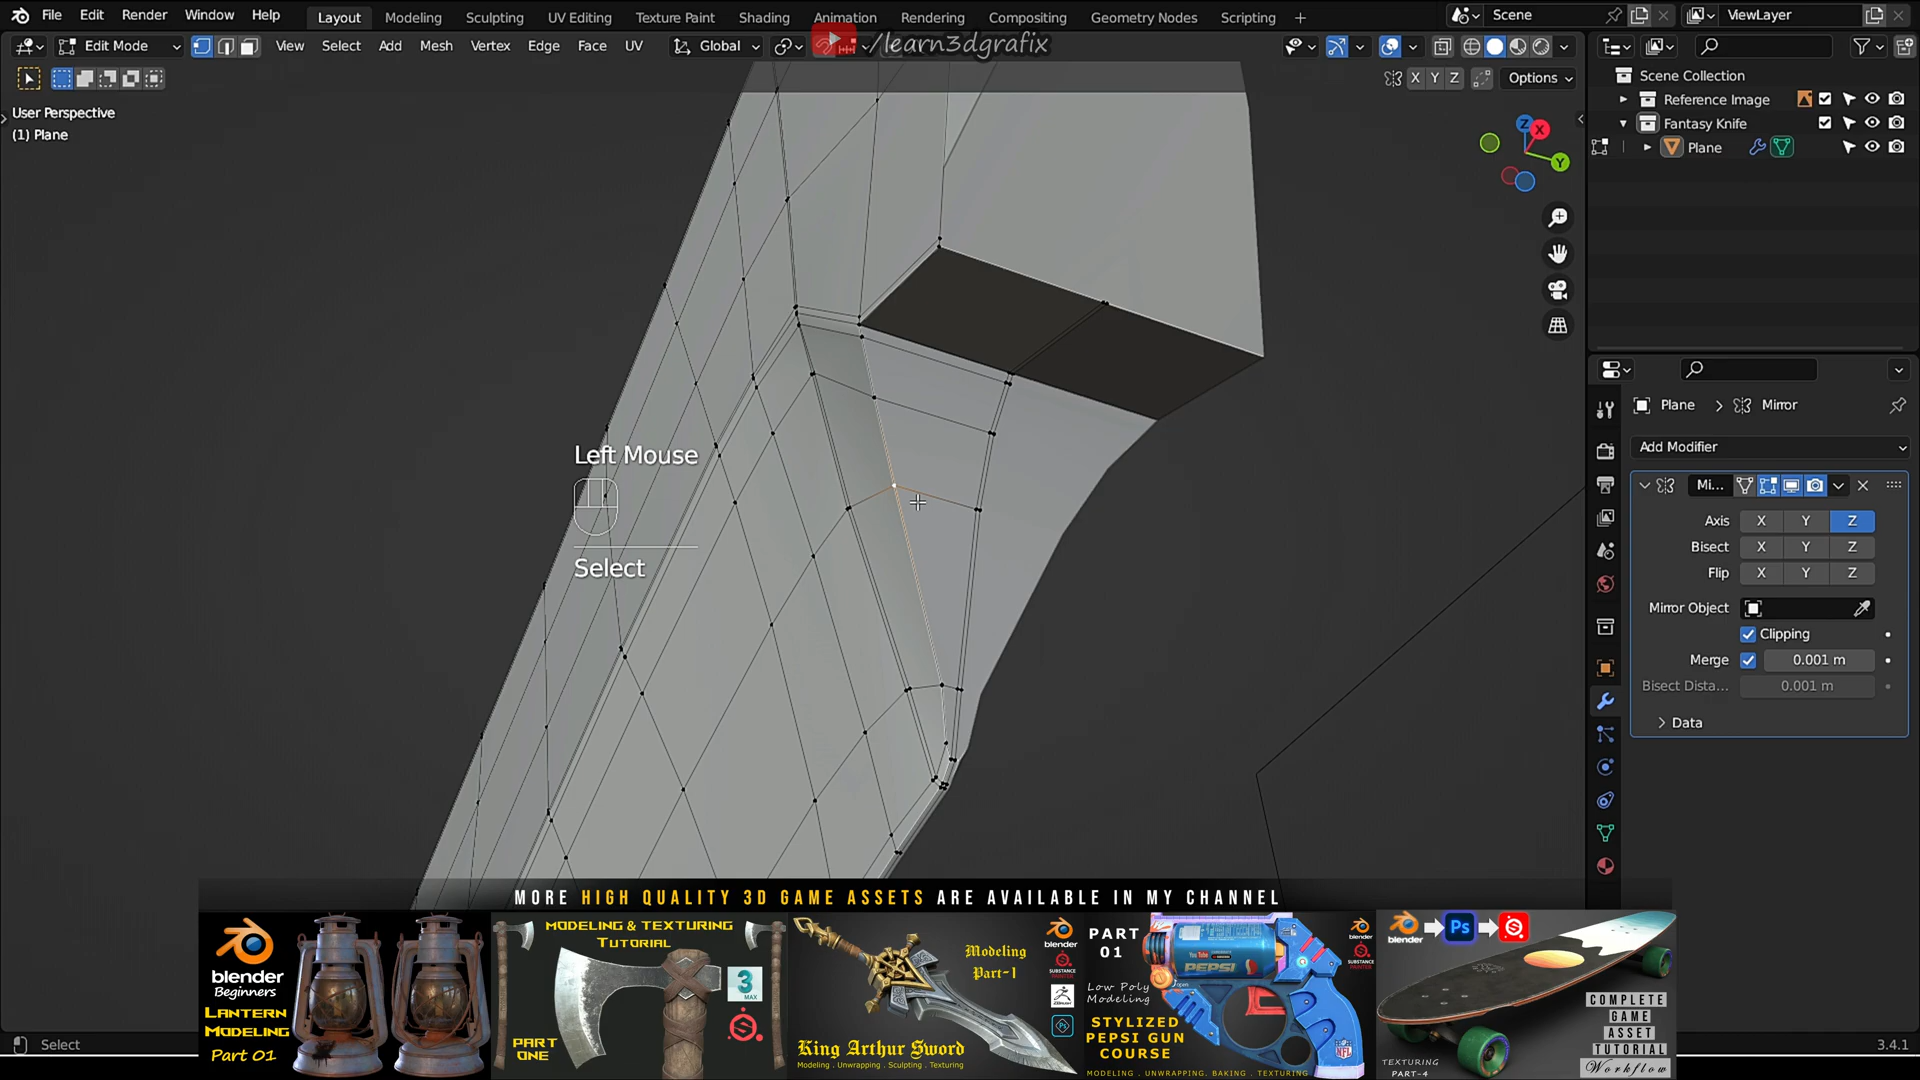 File Edit Render Window Help Layout Modeling Sculpting UV Editing Texture Paint Shading Animation Rendering Compositing Geometry Nodes Scripting + Scene ViewLayer
Edit Mode View Select Add Mesh Vertex Edge Face UV Global /learn3dgrafix
X Y Z Options
User Perspective
(1) Plane
Z X Y
Scene Collection
Reference Image
Fantasy Knife
Plane
Plane > Mirror
Add Modifier
Mi...
Axis X Y Z
Bisect X Y Z
Flip X Y Z
Mirror Object
Clipping
Merge 0.001 m
Bisect Dista... 0.001 m
Data
Left Mouse
Select
MORE HIGH QUALITY 3D GAME ASSETS ARE AVAILABLE IN MY CHANNEL
blender
Beginners
LANTERN
MODELING
Part 01
MODELING & TEXTURING
TUTORIAL
PART
ONE
3
MAX
Modeling
Part-1
King Arthur Sword
Modeling . Unwrapping . Sculpting . Texturing
PART
01
Low Poly
Modeling
STYLIZED
PEPSI GUN
COURSE
MODELING . UNWRAPPING. BAKING . TEXTURING
PEPSI
NFL
blender
Ps
COMPLETE
GAME
ASSET
TUTORIAL
Workflow
TEXTURING
PART-4
Select
3.4.1